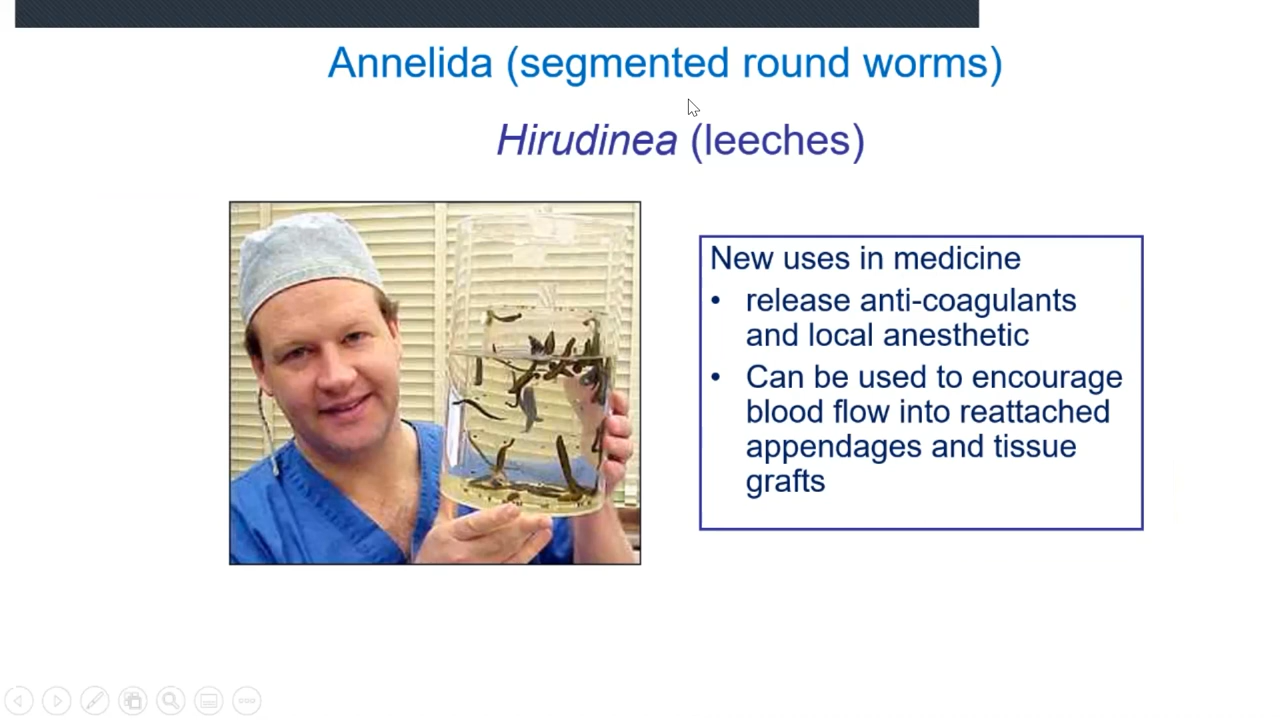 Annelida (segmented round worms)
Hirudinea (leeches)
New uses in medicine
• release anti-coagulants
and local anesthetic
• Can be used to encourage
blood flow into reattached
appendages and tissue
grafts